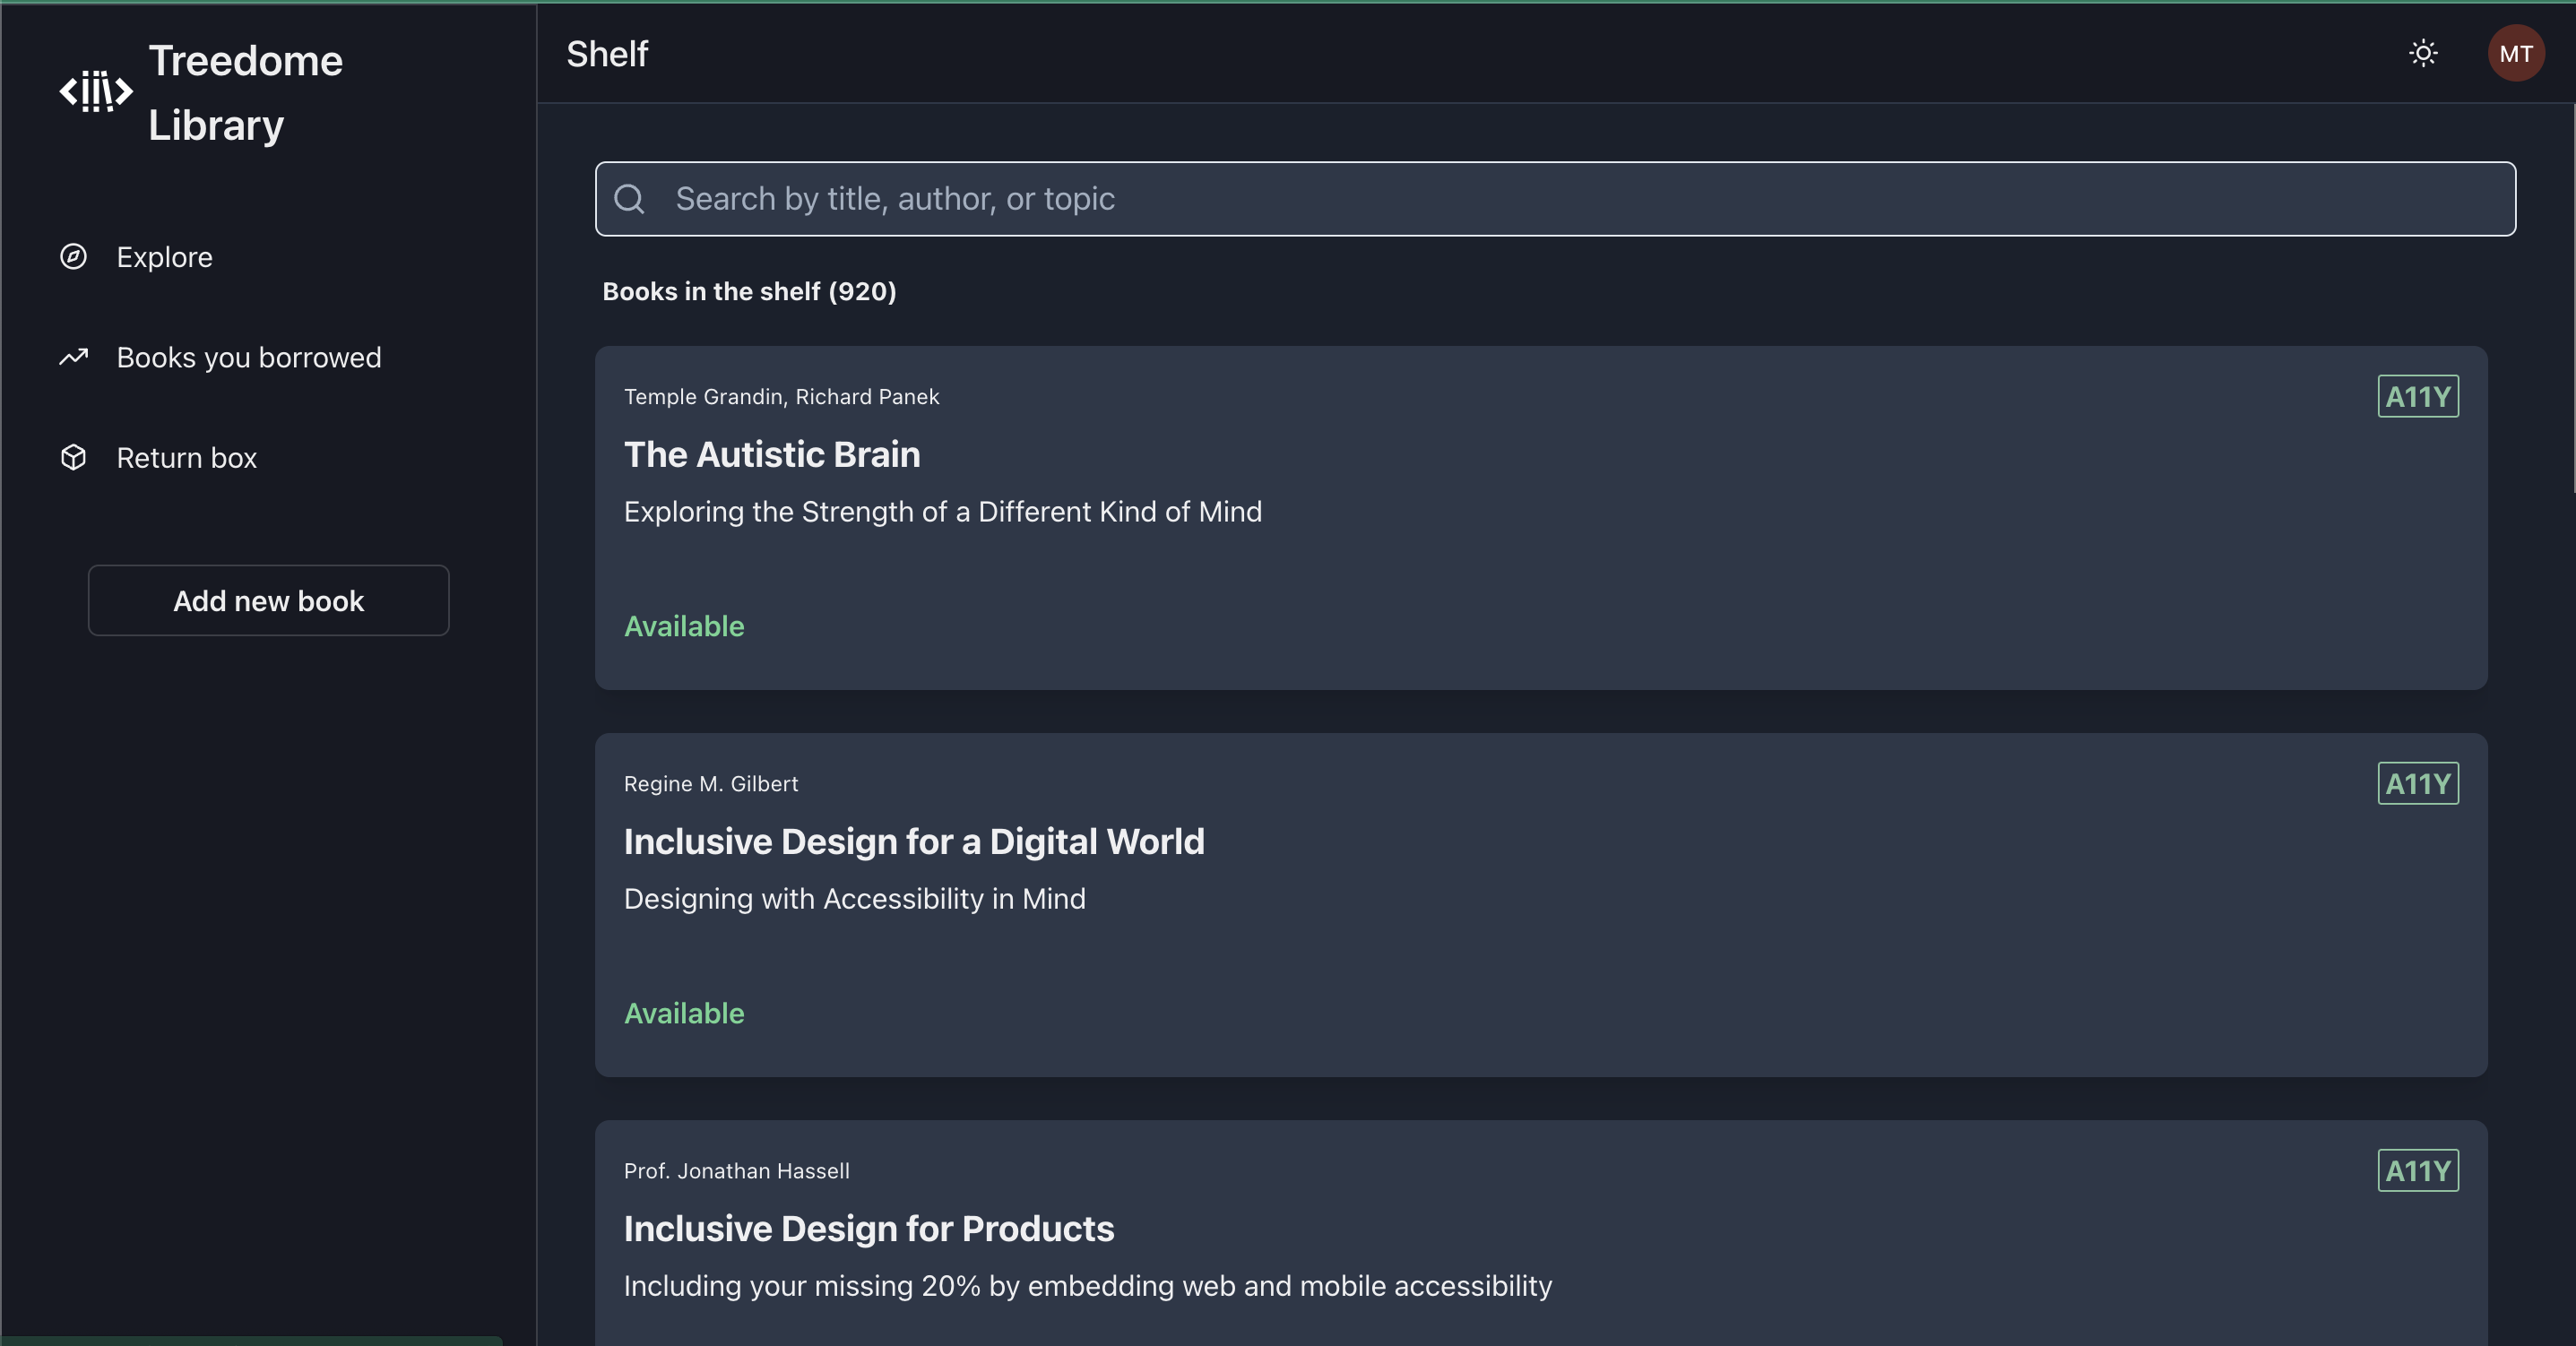 Treedome
Library
Explore
Books you borrowed
Return box
Add new book
Shelf
MT
Search by title, author, or topic
Books in the shelf (920)
Temple Grandin, Richard Panek
A11Y
The Autistic Brain
Exploring the Strength of a Different Kind of Mind
Available
Regine M. Gilbert
A11Y
Inclusive Design for a Digital World
Designing with Accessibility in Mind
Available
Prof. Jonathan Hassell
A11Y
Inclusive Design for Products
Including your missing 20% by embedding web and mobile accessibility